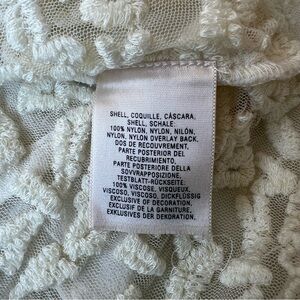 SHELL, COQUILLE, CÁSCARA,
SHELL, SCHALE:
100% NYLON, NYLON, NILÓN,
NYLON, NYLON OVERLAY BACK,
DOS DE RECOUVREMENT,
PARTE POSTERIOR DEL
RECUBRIMIENTO,
PARTE POSTERIORE DELLA
SOVRAPPOSIZIONE,
TESTBLATT-RÜCKSEITE:
100% VISCOSE, VISQUEUX,
VISCOSO, VISCOSO, DICKFLÜSSIG
EXCLUSIVE OF DECORATION,
EXCLUSIF DE LA GARNITURE,
EXKLUSIVES DER DEKORATION,